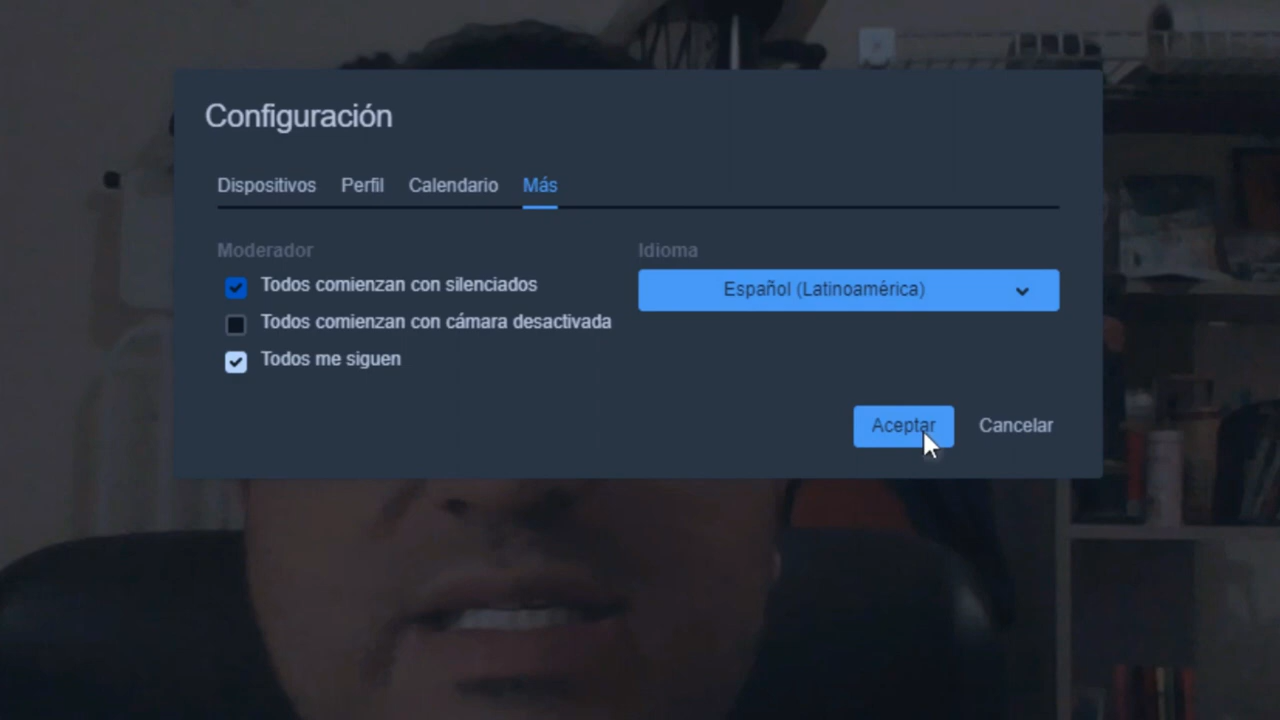 Configuración
Dispositivos Perfil Calendario Más
Moderador
Todos comienzan con silenciados
Todos comienzan con cámara desactivada
Todos me siguen
Idioma
Español (Latinoamérica)
Aceptar Cancelar